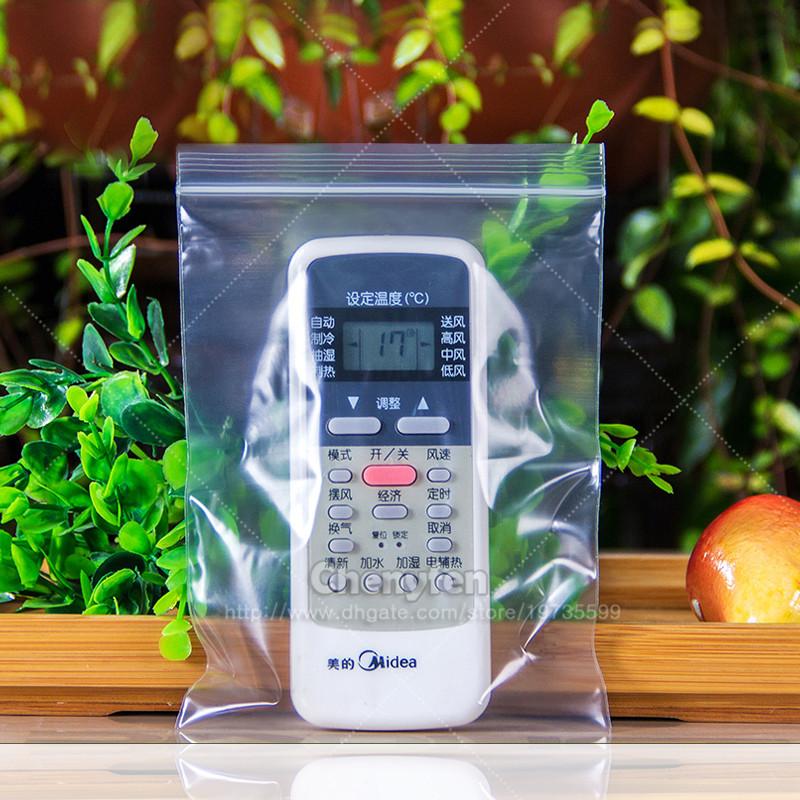 设定温度(℃)
自动 送风
制冷 17 高风
抽湿 中风
制热 低风
▼ 调整 ▲
模式 开/关 风速
摆风 经济 定时
换气 复位 锁定 取消
清新 加水 加湿 电辅热
Chenyien
http://www.dhgate.com/store/19735599
美的 Midea